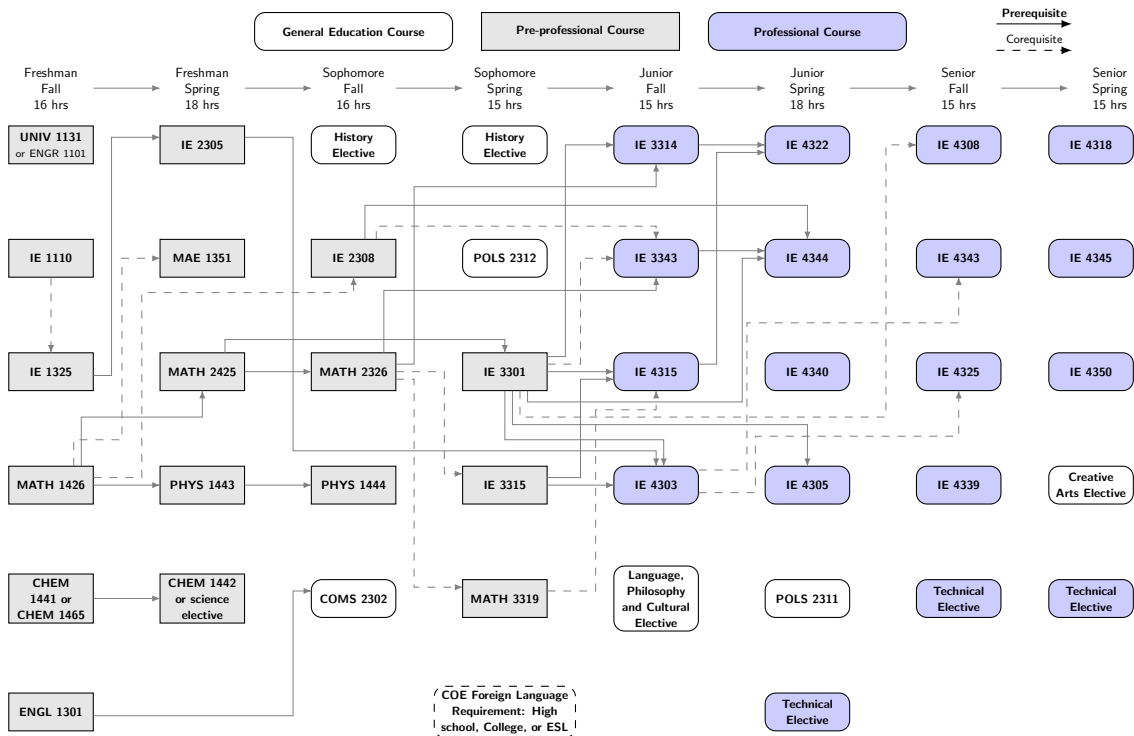 General Education Course
Pre-professional Course
Professional Course
Prerequisite
Corequisite
Freshman
Fall
16 hrs
Freshman
Spring
18 hrs
Sophomore
Fall
16 hrs
Sophomore
Spring
15 hrs
Junior
Fall
15 hrs
Junior
Spring
18 hrs
Senior
Fall
15 hrs
Senior
Spring
15 hrs
UNIV 1131
or ENGR 1101
IE 2305
History
Elective
History
Elective
IE 3314
IE 4322
IE 4308
IE 4318
IE 1110
MAE 1351
IE 2308
POLS 2312
IE 3343
IE 4344
IE 4343
IE 4345
IE 1325
MATH 2425
MATH 2326
IE 3301
IE 4315
IE 4340
IE 4325
IE 4350
MATH 1426
PHYS 1443
PHYS 1444
IE 3315
IE 4303
IE 4305
IE 4339
Creative
Arts Elective
CHEM
1441 or
CHEM 1465
CHEM 1442
or science
elective
COMS 2302
MATH 3319
Language,
Philosophy
and Cultural
Elective
POLS 2311
Technical
Elective
Technical
Elective
ENGL 1301
COE Foreign Language
Requirement: High
school, College, or ESL
Technical
Elective